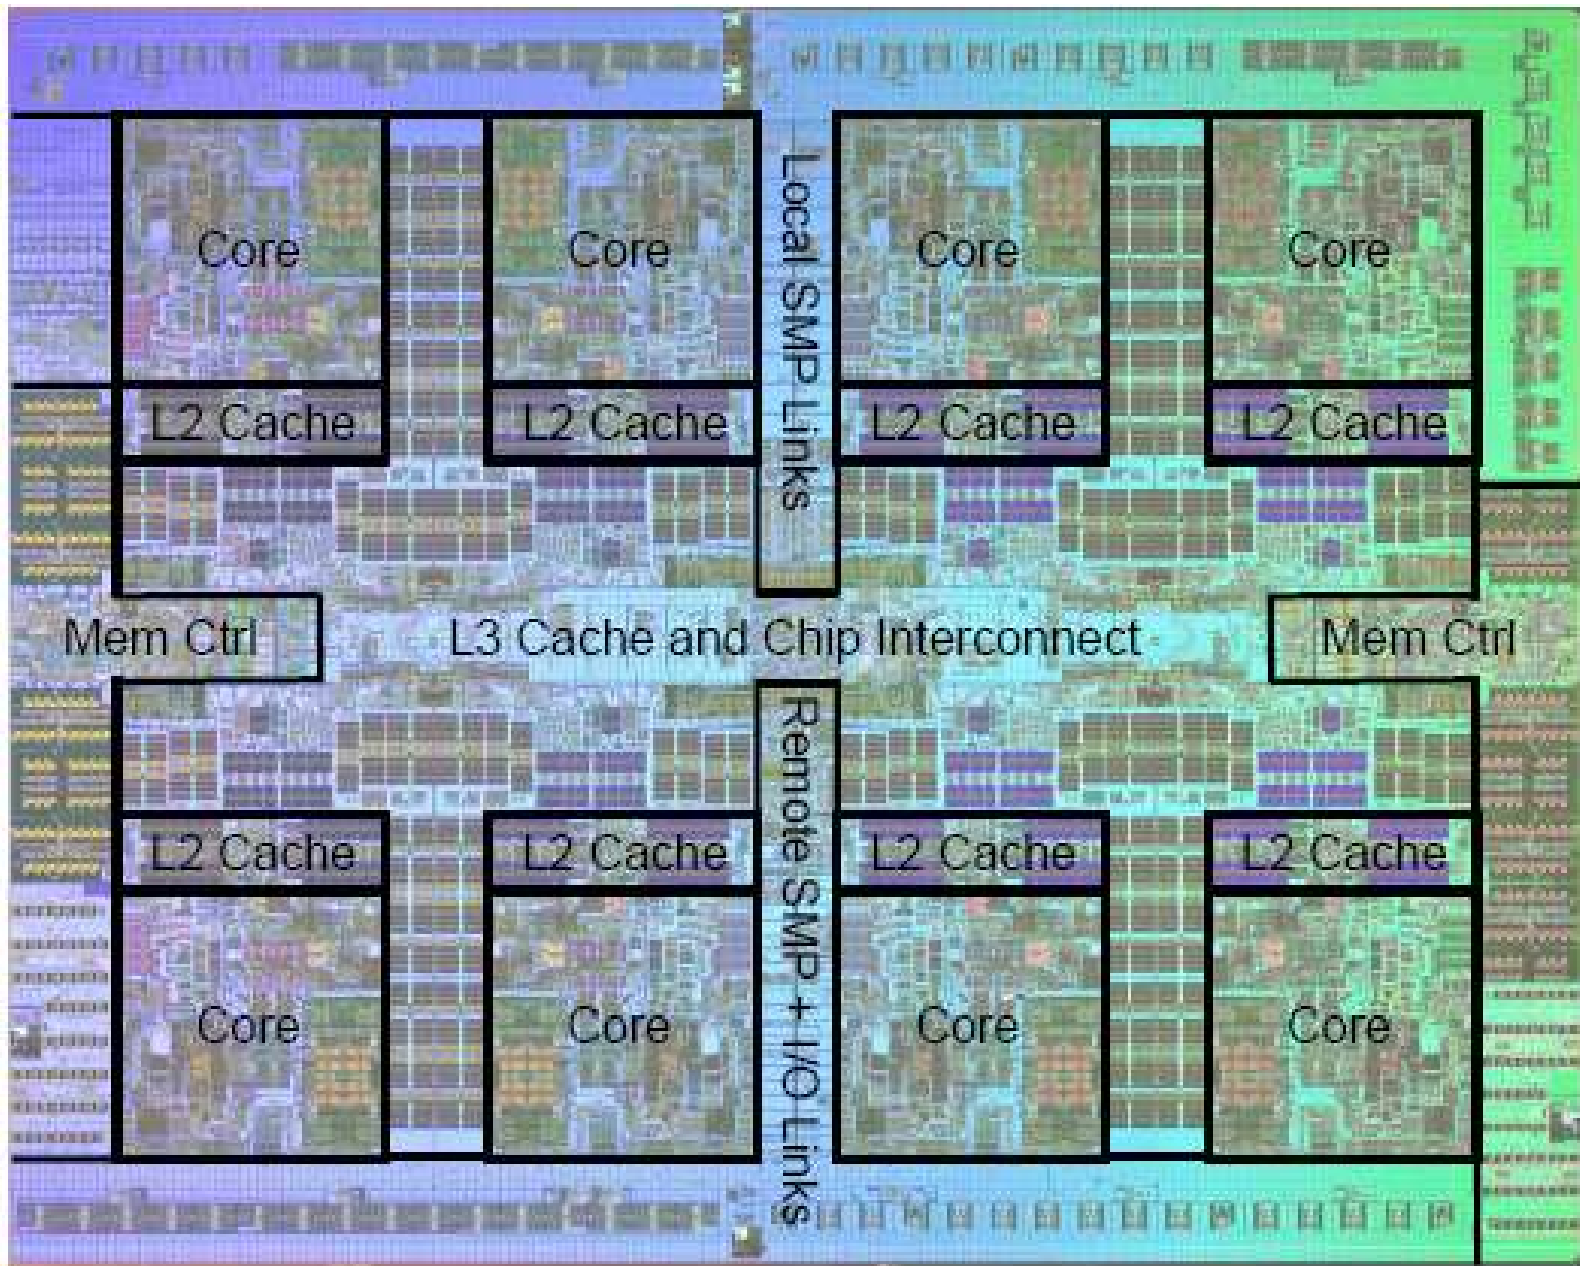 Core
Core
Core
Core
Local SMP Links
L2 Cache
L2 Cache
L2 Cache
L2 Cache
Mem Ctrl
L3 Cache and Chip Interconnect
Mem Ctrl
Remote SMP + I/O Links
L2 Cache
L2 Cache
L2 Cache
L2 Cache
Core
Core
Core
Core